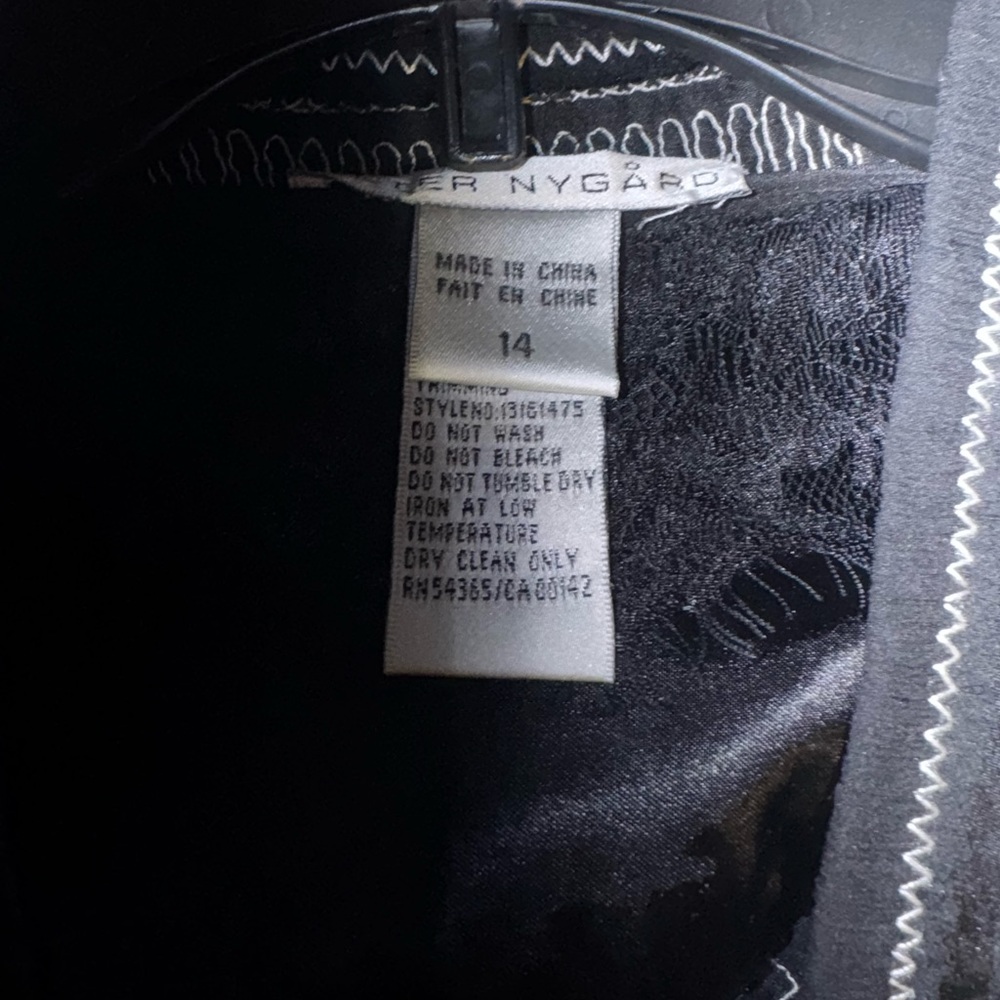 NYGÅRD
MADE IN CHINA
FAIT EN CHINE
14
TRIMMING
STYLENO:13161475
DO NOT WASH
DO NOT BLEACH
DO NOT TUMBLE DRY
IRON AT LOW
TEMPERATURE
DRY CLEAN ONLY
RN54365/CA00142